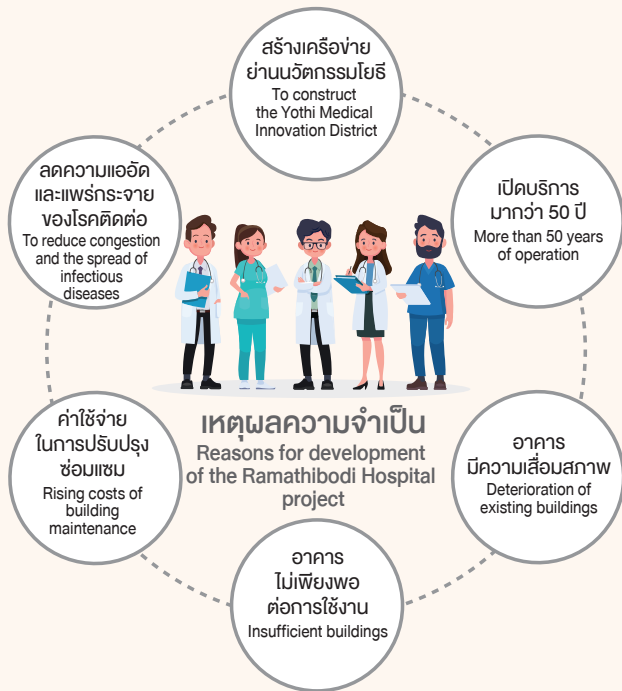 สร้างเครือข่าย
ย่านนวัตกรรมโยธี
To construct
the Yothi Medical
Innovation District
เปิดบริการ
มากว่า 50 ปี
More than 50 years
of operation
อาคาร
มีความเสื่อมสภาพ
Deterioration of
existing buildings
อาคาร
ไม่เพียงพอ
ต่อการใช้งาน
Insufficient buildings
ค่าใช้จ่าย
ในการปรับปรุง
ซ่อมแซม
Rising costs of
building
maintenance
ลดความแออัด
และแพร่กระจาย
ของโรคติดต่อ
To reduce congestion
and the spread of
infectious
diseases
เหตุผลความจำเป็น
Reasons for development
of the Ramathibodi Hospital
project